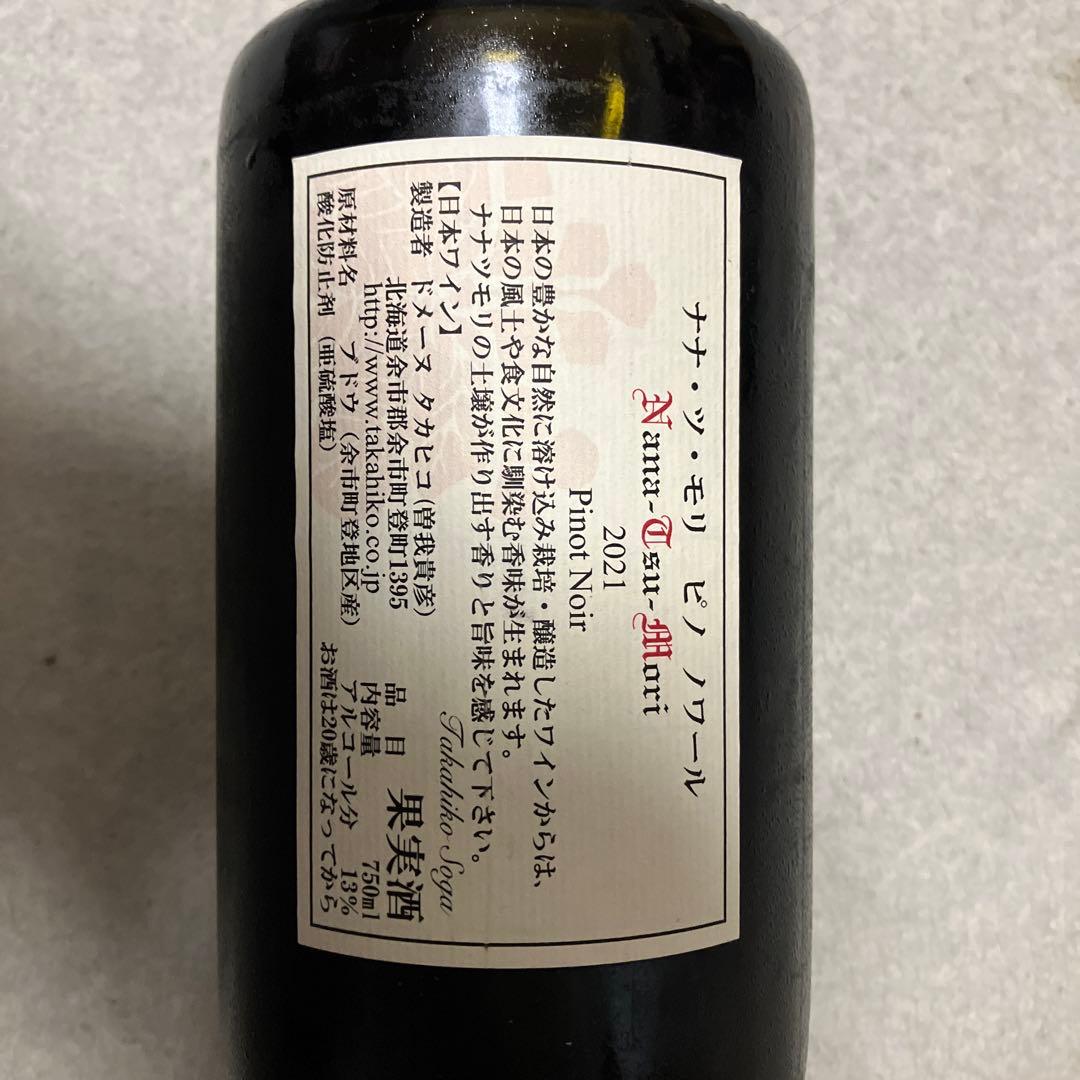 ナナ・ツ・モリ ピノ ノワール
Nana-Tsu-Mori
2021
Pinot Noir
日本の豊かな自然に溶け込み栽培・醸造したワインからは、
日本の風土や食文化に馴染む香味が生まれます。
ナナツモリの土壌が作り出す香りと旨味を感じて下さい。
Takahiko Soga
【日本ワイン】
製造者 ドメーヌ タカヒコ(曽我貴彦)
北海道余市郡余市町登町1395
http://www.takahiko.co.jp
原材料名 ブドウ (余市町登地区産)
酸化防止剤 (亜硫酸塩)
品目 果実酒
内容量 750ml
アルコール分 13%
お酒は20歳になってから